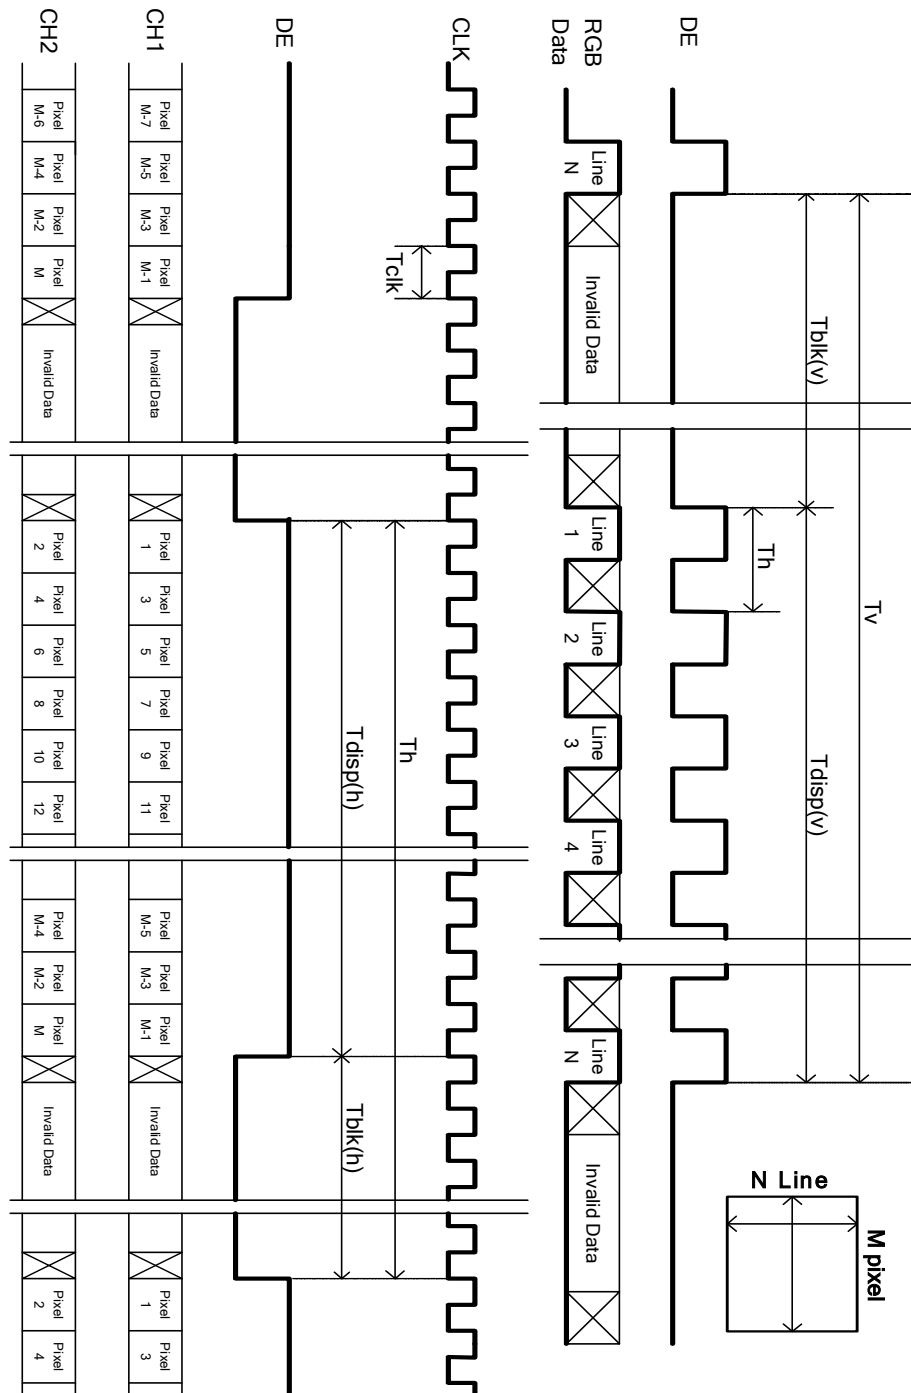 Tv
Tblk(v)
Tdisp(v)
Th
DE
RGB
Data
Line
N
Invalid Data
Line
1
Line
2
Line
3
Line
4
Line
N
Invalid Data
N Line
M pixel
CLK
Tclk
Th
Tdisp(h)
Tblk(h)
DE
CH1
Pixel
M-7
Pixel
M-5
Pixel
M-3
Pixel
M-1
Invalid Data
Pixel
1
Pixel
3
Pixel
5
Pixel
7
Pixel
9
Pixel
11
Pixel
M-5
Pixel
M-3
Pixel
M-1
Invalid Data
Pixel
1
Pixel
3
CH2
Pixel
M-6
Pixel
M-4
Pixel
M-2
Pixel
M
Invalid Data
Pixel
2
Pixel
4
Pixel
6
Pixel
8
Pixel
10
Pixel
12
Pixel
M-4
Pixel
M-2
Pixel
M
Invalid Data
Pixel
2
Pixel
4